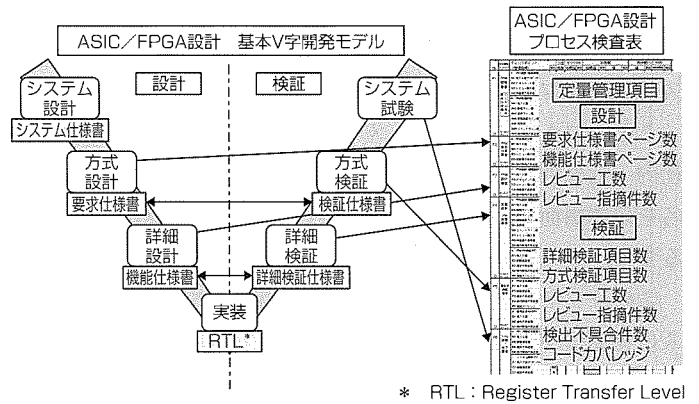 ASIC／FPGA設計 基本V字開発モデル
設計
検証
システム
設計
システム仕様書
方式
設計
要求仕様書
詳細
設計
機能仕様書
実装
RTL*
システム
試験
方式
検証
検証仕様書
詳細
検証
詳細検証仕様書
ASIC／FPGA設計
プロセス検査表
定量管理項目
設計
要求仕様書ページ数
機能仕様書ページ数
レビュー工数
レビュー指摘件数
検証
詳細検証項目数
方式検証項目数
レビュー工数
レビュー指摘件数
検出不具合件数
コードカバレッジ
* RTL：Register Transfer Level